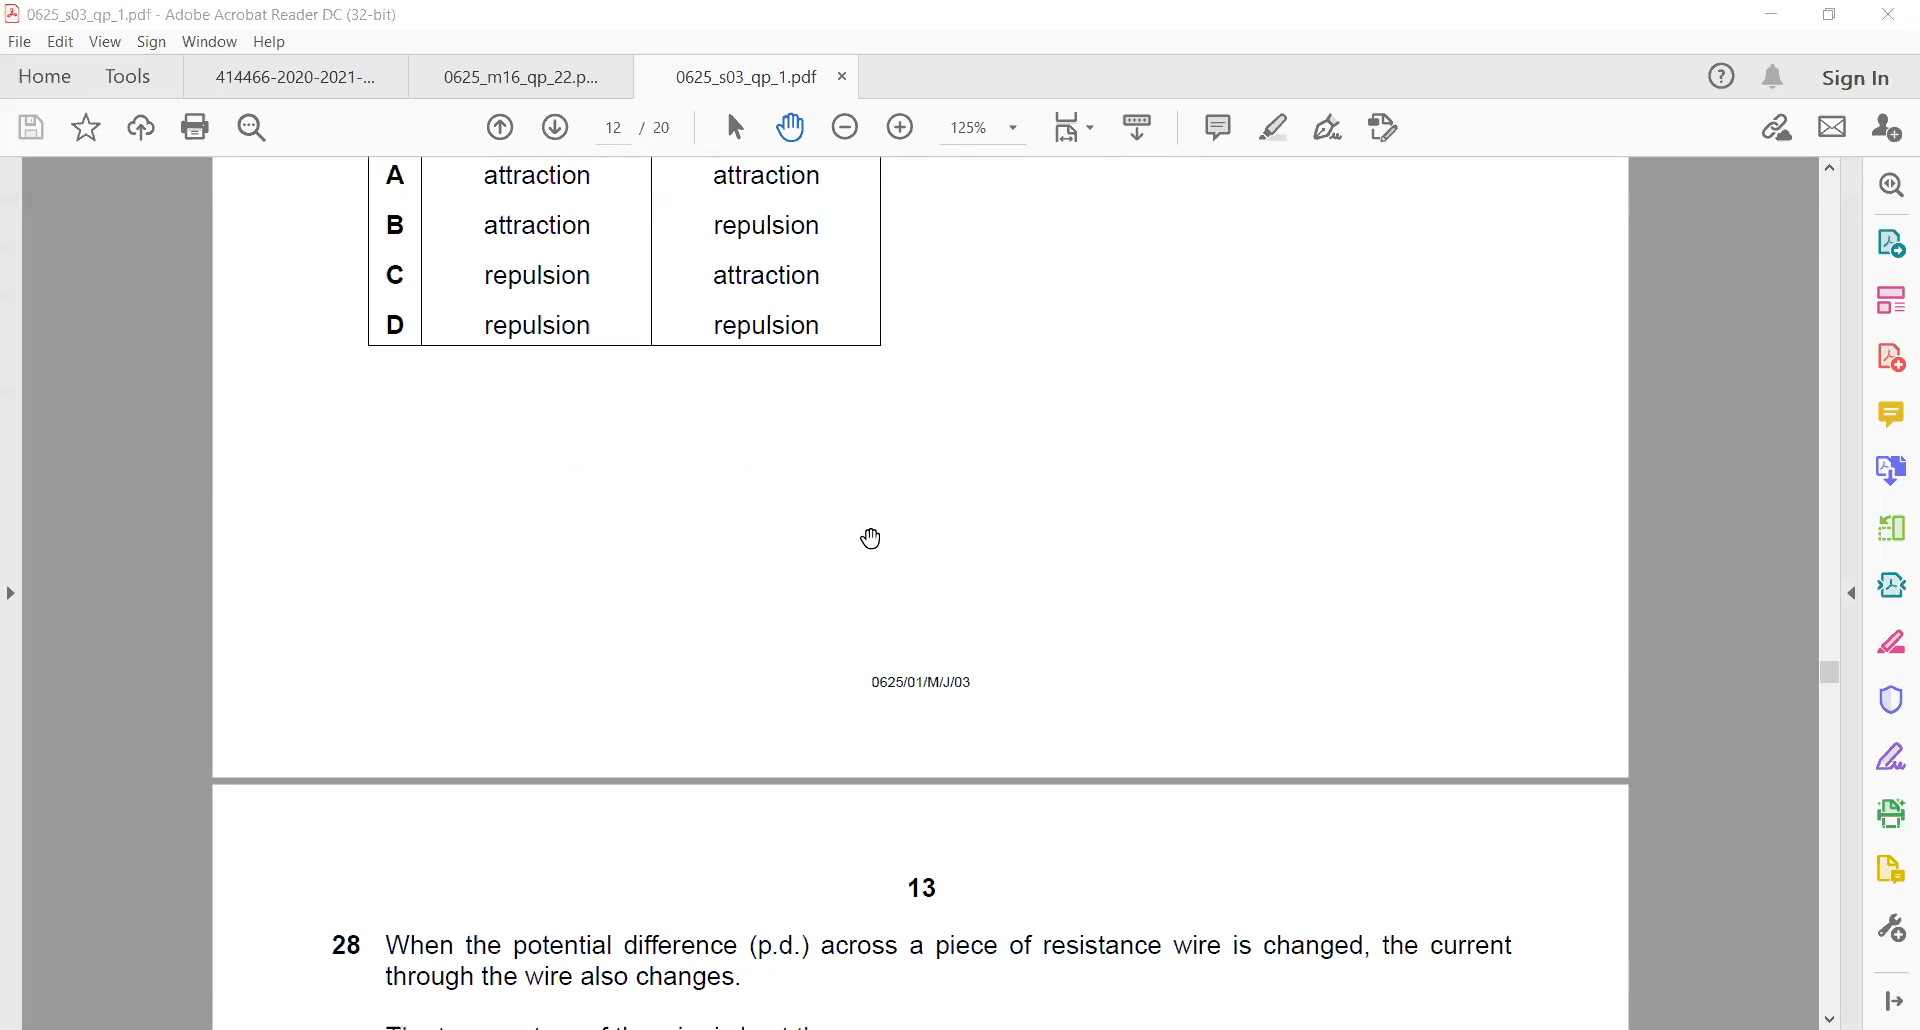 0625_s03_qp_1.pdf - Adobe Acrobat Reader DC (32-bit)
File Edit View Sign Window Help
Home Tools 414466-2020-2021-... 0625_m16_qp_22.p... 0625_s03_qp_1.pdf × Sign In
12 / 20 125%
A attraction attraction
B attraction repulsion
C repulsion attraction
D repulsion repulsion
0625/01/M/J/03
13
28 When the potential difference (p.d.) across a piece of resistance wire is changed, the current
through the wire also changes.